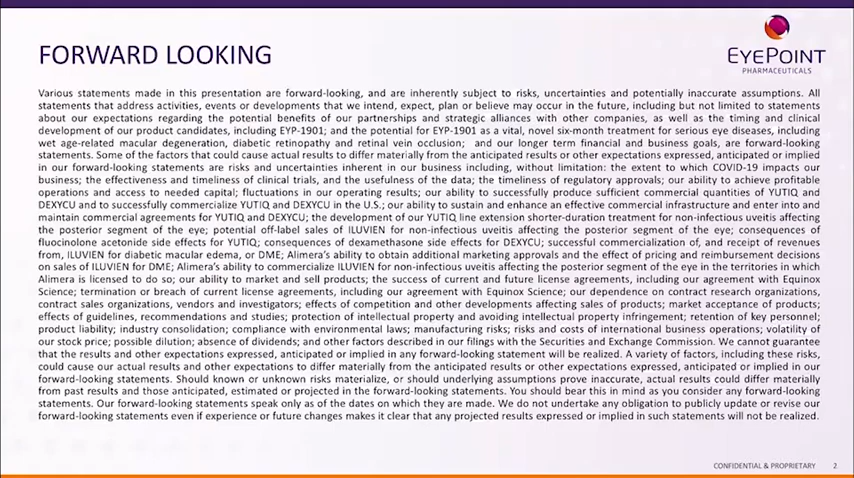 FORWARD LOOKING
EYEPOINT
PHARMACEUTICALS
Various statements made in this presentation are forward-looking, and are inherently subject to risks, uncertainties and potentially inaccurate assumptions. All
statements that address activities, events or developments that we intend, expect, plan or believe may occur in the future, including but not limited to statements
about our expectations regarding the potential benefits of our partnerships and strategic alliances with other companies, as well as the timing and clinical
development of our product candidates, including EYP-1901; and the potential for EYP-1901 as a vital, novel six-month treatment for serious eye diseases, including
wet age-related macular degeneration, diabetic retinopathy and retinal vein occlusion; and our longer term financial and business goals, are forward-looking
statements. Some of the factors that could cause actual results to differ materially from the anticipated results or other expectations expressed, anticipated or implied
in our forward-looking statements are risks and uncertainties inherent in our business including, without limitation: the extent to which COVID-19 impacts our
business; the effectiveness and timeliness of clinical trials, and the usefulness of the data; the timeliness of regulatory approvals; our ability to achieve profitable
operations and access to needed capital; fluctuations in our operating results; our ability to successfully produce sufficient commercial quantities of YUTIQ and
DEXYCU and to successfully commercialize YUTIQ and DEXYCU in the U.S.; our ability to sustain and enhance an effective commercial infrastructure and enter into and
maintain commercial agreements for YUTIQ and DEXYCU; the development of our YUTIQ line extension shorter-duration treatment for non-infectious uveitis affecting
the posterior segment of the eye; potential off-label sales of ILUVIEN for non-infectious uveitis affecting the posterior segment of the eye; consequences of
fluocinolone acetonide side effects for YUTIQ; consequences of dexamethasone side effects for DEXYCU; successful commercialization of, and receipt of revenues
from, ILUVIEN for diabetic macular edema, or DME; Alimera's ability to obtain additional marketing approvals and the effect of pricing and reimbursement decisions
on sales of ILUVIEN for DME; Alimera's ability to commercialize ILUVIEN for non-infectious uveitis affecting the posterior segment of the eye in the territories in which
Alimera is licensed to do so; our ability to market and sell products; the success of current and future license agreements, including our agreement with Equinox
Science; termination or breach of current license agreements, including our agreement with Equinox Science; our dependence on contract research organizations,
contract sales organizations, vendors and investigators; effects of competition and other developments affecting sales of products; market acceptance of products;
effects of guidelines, recommendations and studies; protection of intellectual property and avoiding intellectual property infringement; retention of key personnel;
product liability; industry consolidation; compliance with environmental laws; manufacturing risks; risks and costs of international business operations; volatility of
our stock price; possible dilution; absence of dividends; and other factors described in our filings with the Securities and Exchange Commission. We cannot guarantee
that the results and other expectations expressed, anticipated or implied in any forward-looking statement will be realized. A variety of factors, including these risks,
could cause our actual results and other expectations to differ materially from the anticipated results or other expectations expressed, anticipated or implied in our
forward-looking statements. Should known or unknown risks materialize, or should underlying assumptions prove inaccurate, actual results could differ materially
from past results and those anticipated, estimated or projected in the forward-looking statements. You should bear this in mind as you consider any forward-looking
statements. Our forward-looking statements speak only as of the dates on which they are made. We do not undertake any obligation to publicly update or revise our
forward-looking statements even if experience or future changes makes it clear that any projected results expressed or implied in such statements will not be realized.
CONFIDENTIAL & PROPRIETARY 2